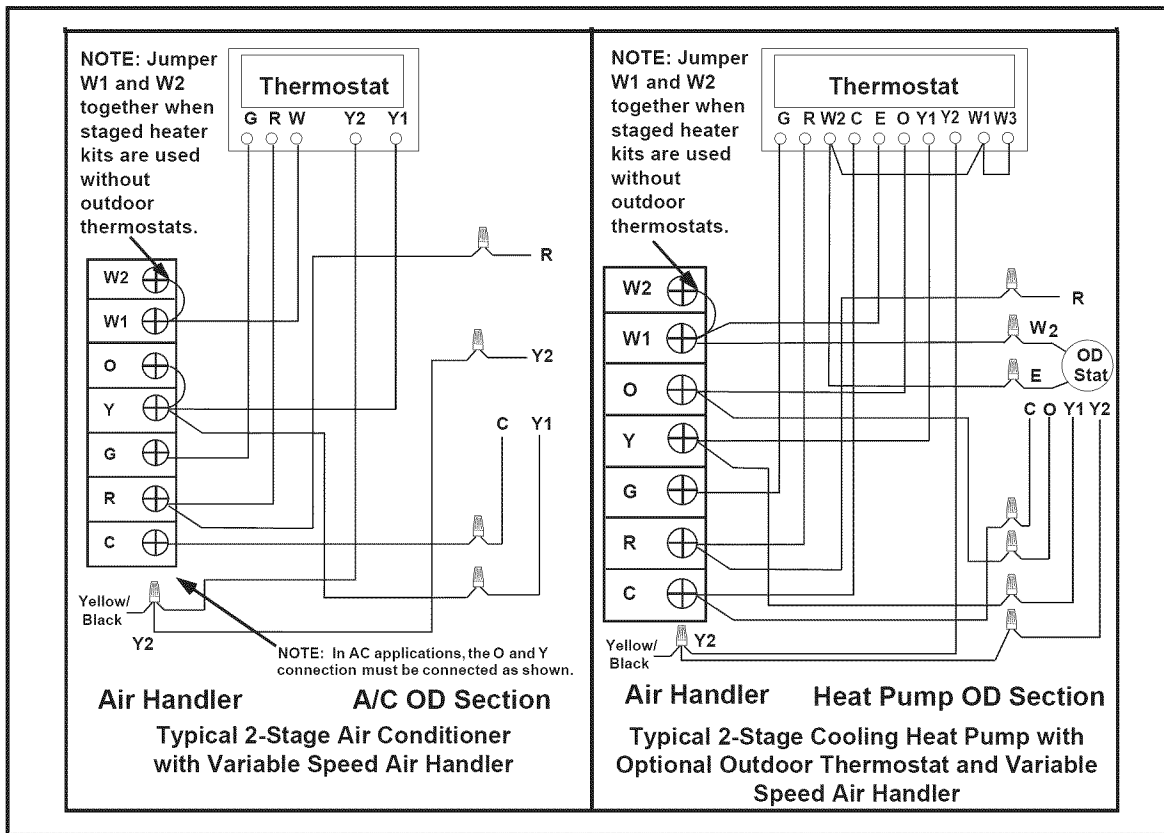 NOTE: Jumper
W1 and W2
together when
staged heater
kits are used
without
outdoor
thermostats.
Thermostat
G R W Y2 Y1
R
W2
W1
O
Y
G
R
C
Y2
C Y1
Yellow/
Black
Y2
NOTE: In AC applications, the O and Y
connection must be connected as shown.
Air Handler A/C OD Section
Typical 2-Stage Air Conditioner
with Variable Speed Air Handler
NOTE: Jumper
W1 and W2
together when
staged heater
kits are used
without
outdoor
thermostats.
Thermostat
G R W2 C E O Y1 Y2 W1 W3
W2
W1
O
Y
G
R
C
R
W2
OD
Stat
E
C O Y1 Y2
Yellow/
Black
Y2
Air Handler Heat Pump OD Section
Typical 2-Stage Cooling Heat Pump with
Optional Outdoor Thermostat and Variable
Speed Air Handler